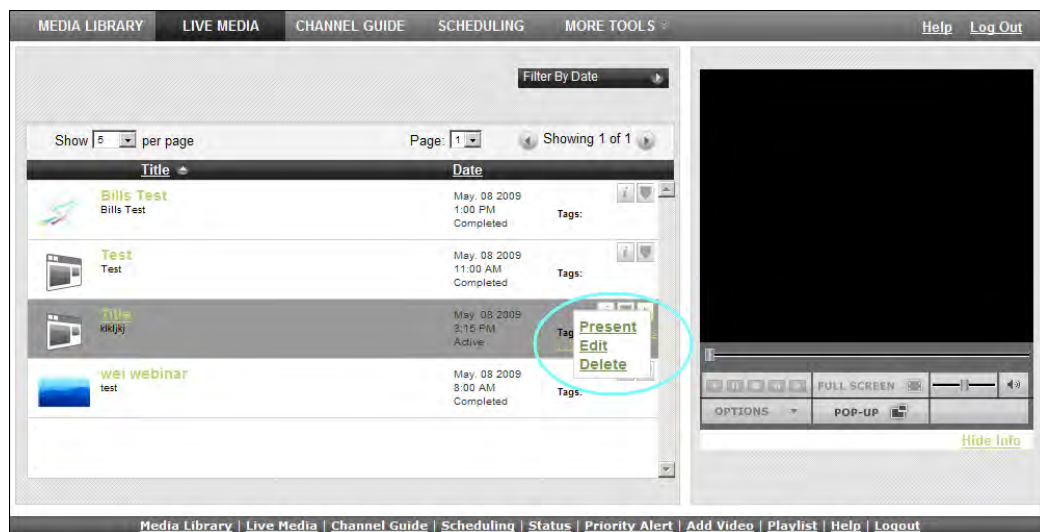 MEDIA LIBRARY LIVE MEDIA CHANNEL GUIDE SCHEDULING MORE TOOLS Help Log Out
Filter By Date
Show 5 per page Page: 1 Showing 1 of 1
Title Date
Bills Test
Bills Test
May. 08 2009
1:00 PM
Completed
Tags:
Test
Test
May. 08 2009
11:00 AM
Completed
Tags:
Title
klkljkj
May. 08 2009
3:15 PM
Active
Tag
Present
Edit
Delete
wei webinar
test
May. 08 2009
8:00 AM
Completed
Tags:
FULL SCREEN
OPTIONS POP-UP
Hide Info
Media Library | Live Media | Channel Guide | Scheduling | Status | Priority Alert | Add Video | Playlist | Help | Logout